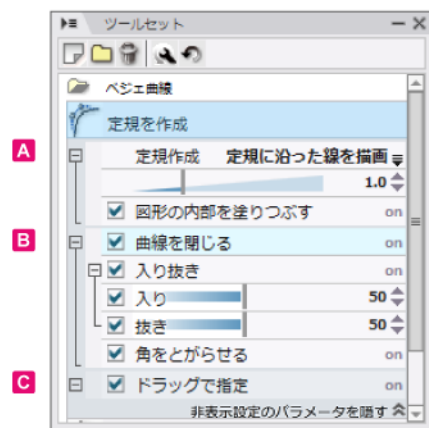 ツールセット
ベジェ曲線
定規を作成
A 定規作成 定規に沿った線を描画
1.0
図形の内部を塗りつぶす on
B 曲線を閉じる on
入り抜き on
入り 50
抜き 50
角をとがらせる on
C ドラッグで指定 on
非表示設定のパラメータを隠す